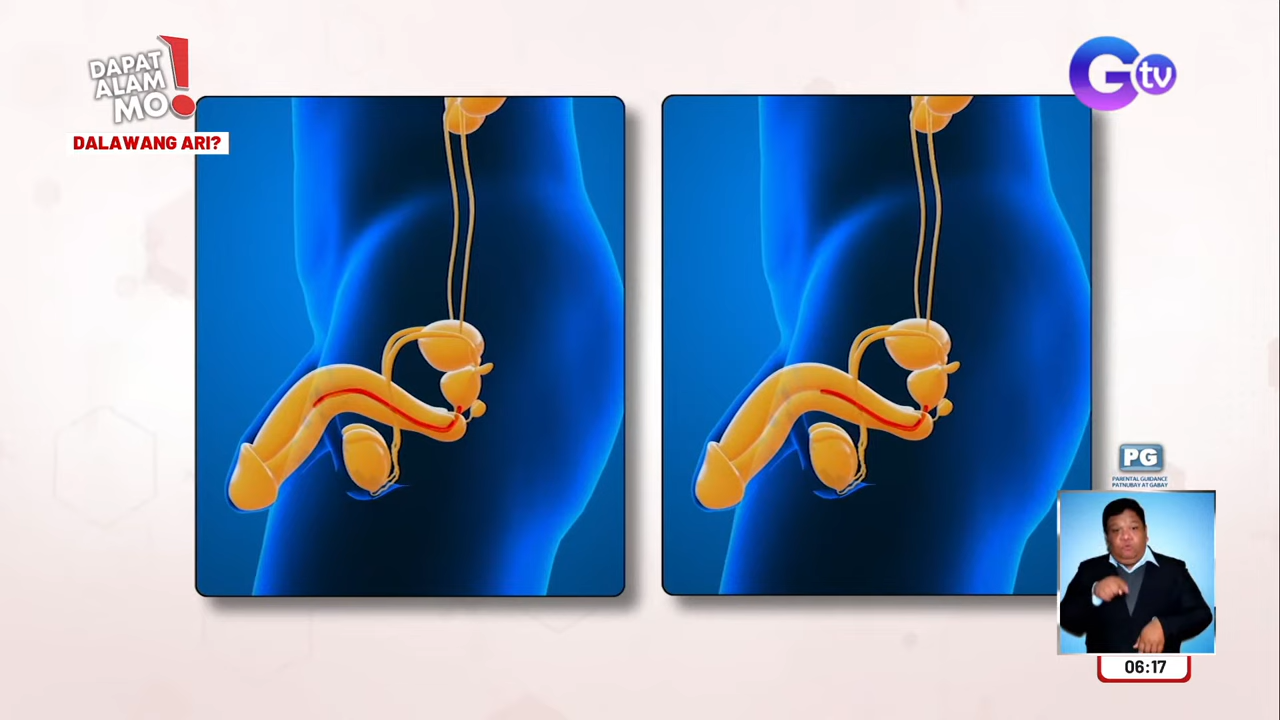 DAPAT
ALAM
MO!
DALAWANG ARI?
Gtv
PG
PARENTAL GUIDANCE
PATNUBAY AT GABAY
06:17